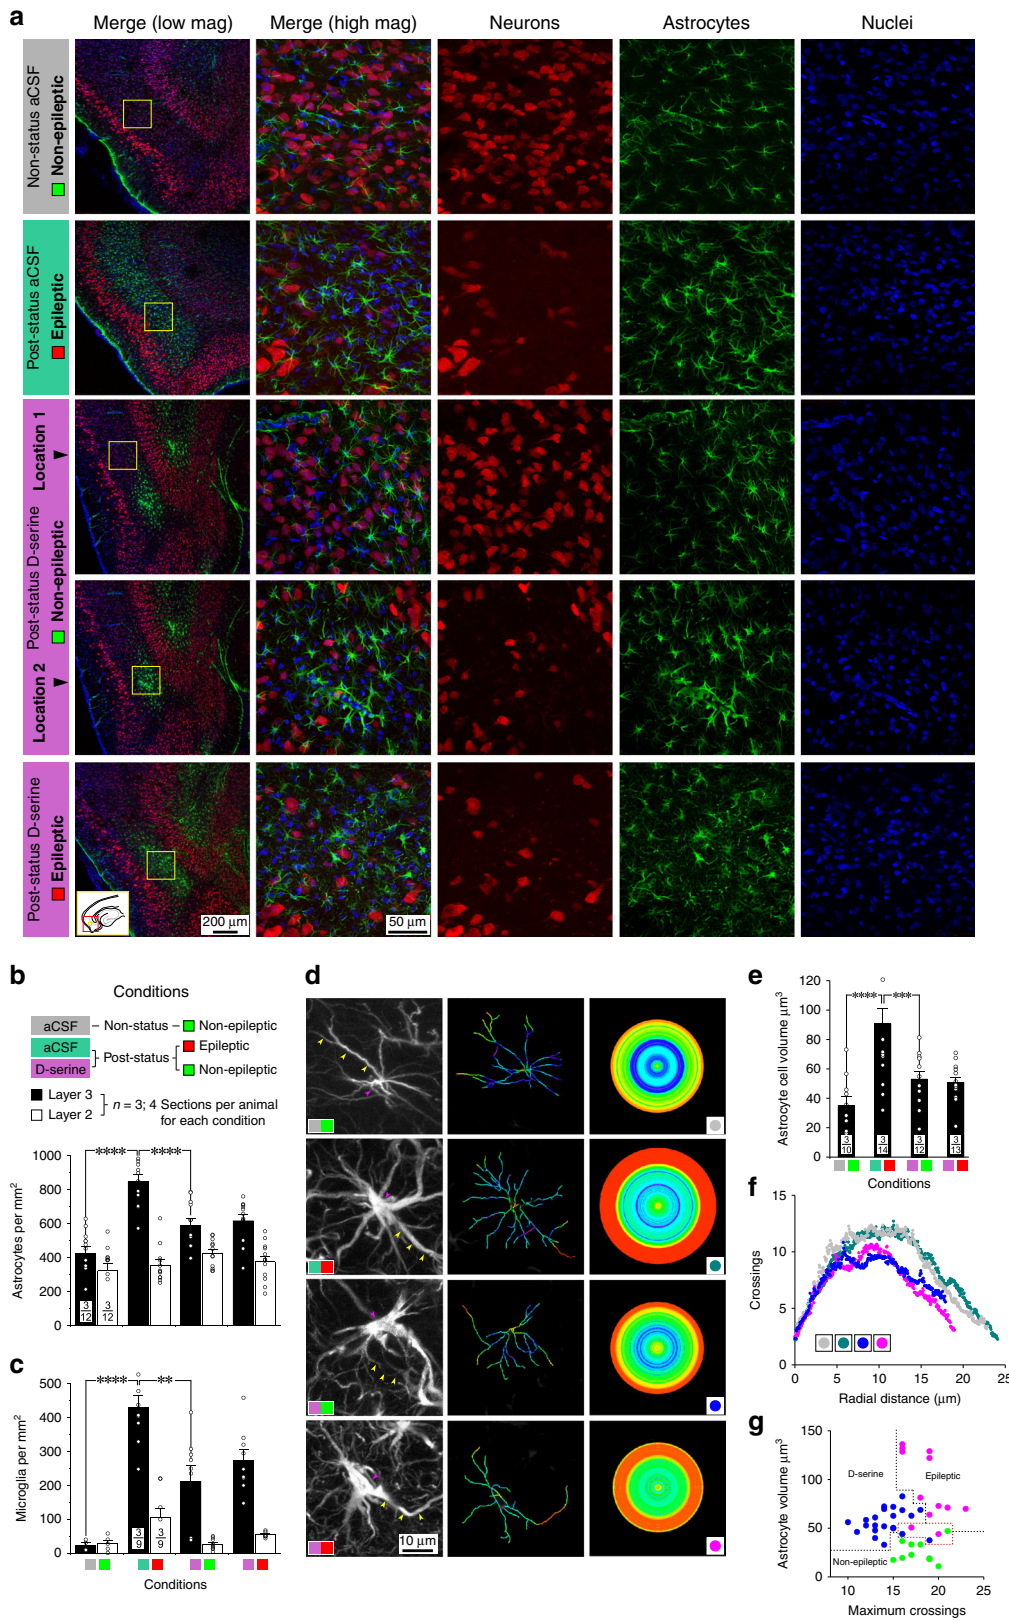 a
Merge (low mag) Merge (high mag) Neurons Astrocytes Nuclei
Non-status aCSF
Non-epileptic
Post-status aCSF
Epileptic
Post-status D-serine
Non-epileptic
Location 1
Location 2
Post-status D-serine
Epileptic
200 μm
50 μm
b
Conditions
aCSF Non-status Non-epileptic
aCSF Epileptic
Post-status
D-serine Non-epileptic
Layer 3
Layer 2
n = 3; 4 Sections per animal
for each condition
Astrocytes per mm²
1000
800
600
400
200
0
**** ****
3 3
12 12
c
Microglia per mm²
500
400
300
200
100
0
**** **
3 3
9 9
Conditions
d
10 μm
e
Astrocyte cell volume μm³
120
100
80
60
40
20
0
**** ***
3 3 3 3
10 14 12 13
Conditions
f
Crossings
15
10
5
0
0 5 10 15 20 25
Radial distance (μm)
g
Astrocyte volume μm³
150
100
50
0
D-serine
Epileptic
Non-epileptic
10 15 20 25
Maximum crossings